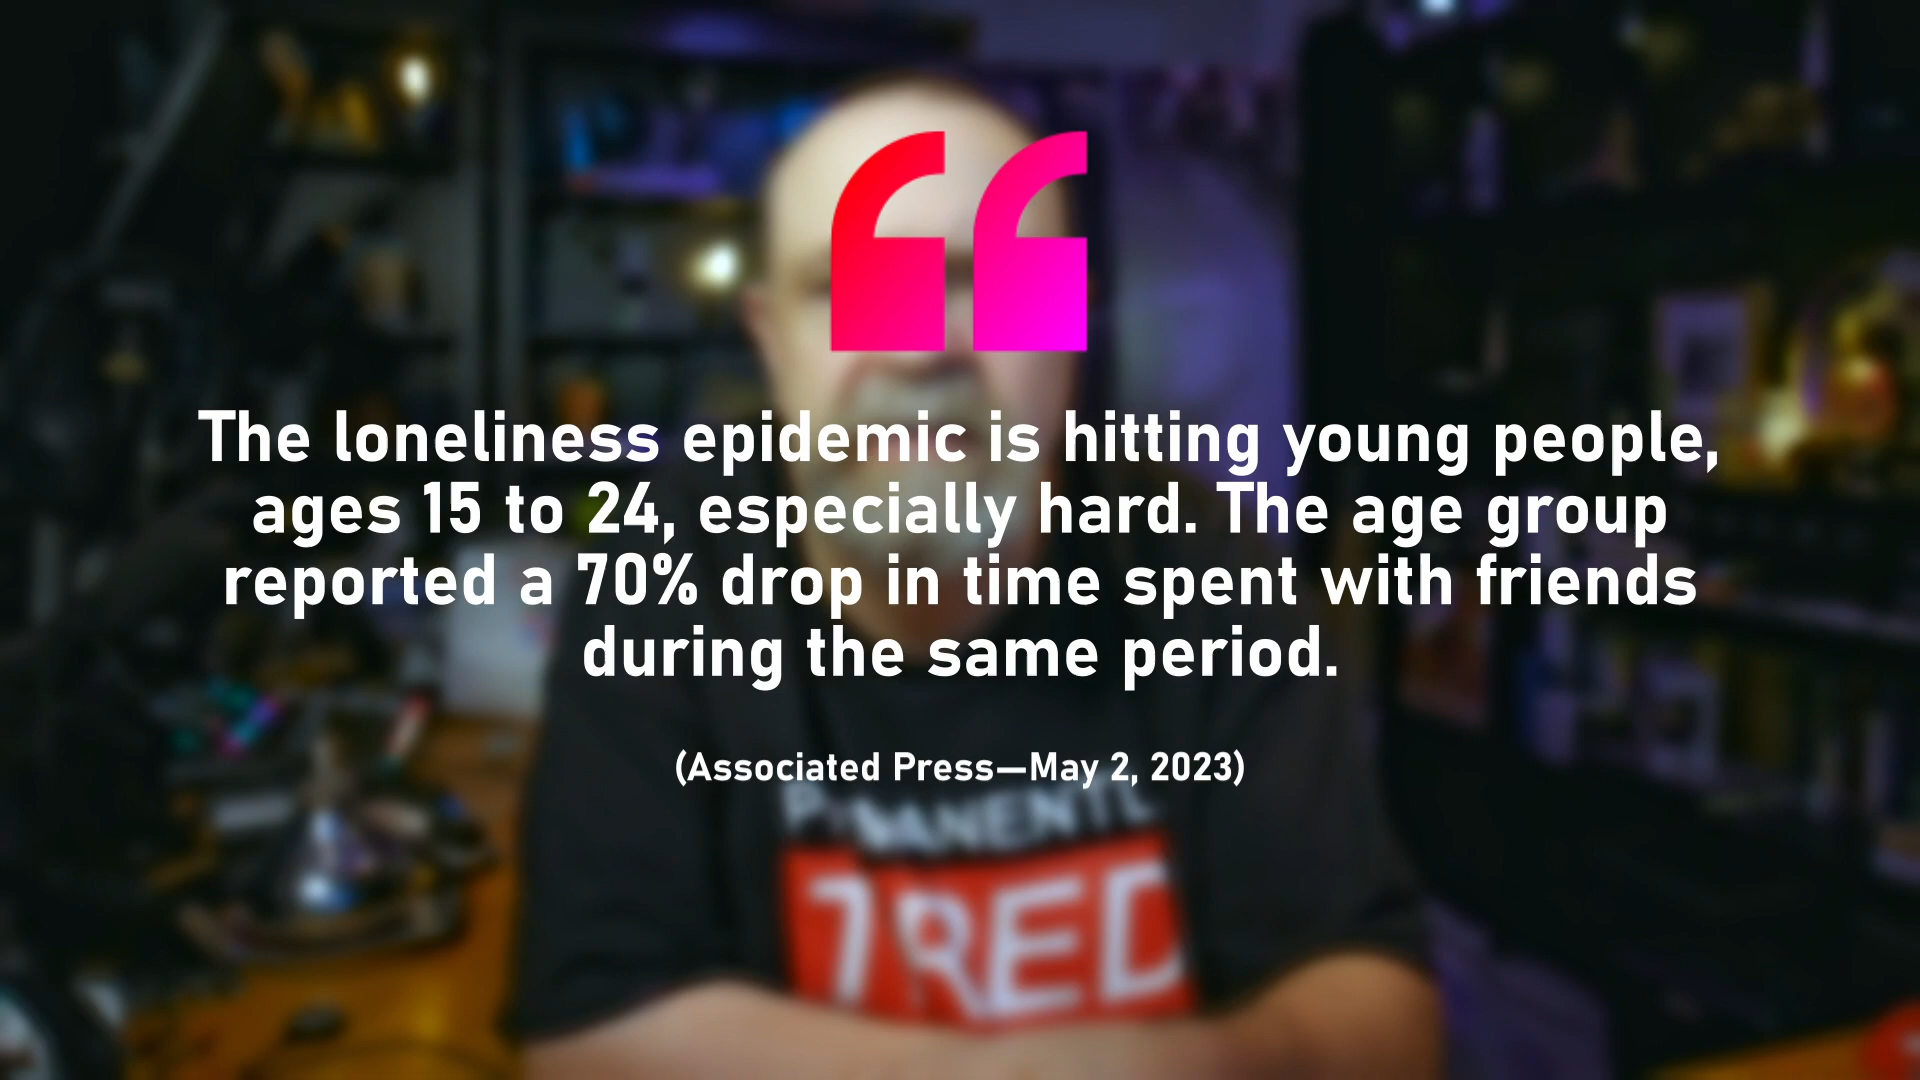 The loneliness epidemic is hitting young people,
ages 15 to 24, especially hard. The age group
reported a 70% drop in time spent with friends
during the same period.
(Associated Press—May 2, 2023)
TIRED